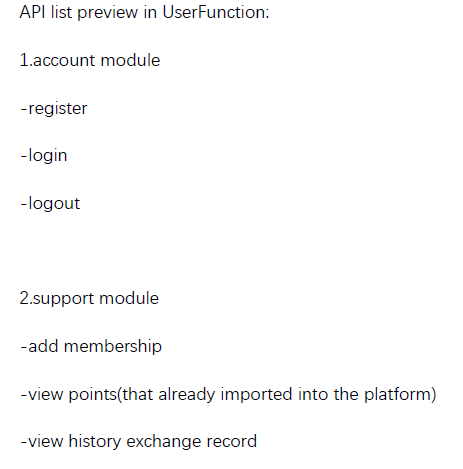 API list preview in UserFunction:
1.account module
-register
-login
-logout
2.support module
-add membership
-view points(that already imported into the platform)
-view history exchange record